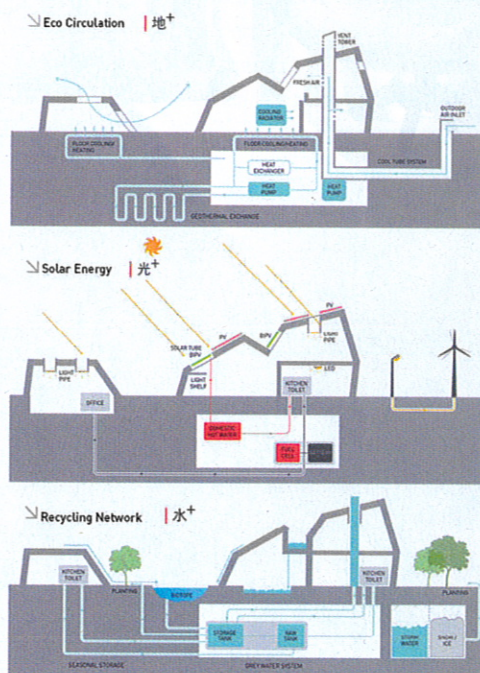 Eco Circulation | 地+
VENT
TOWER
FRESH AIR
COOLING
RADIATOR
OUTDOOR
AIR INLET
FLOOR COOLING/
HEATING
FLOOR COOLING/HEATING
COOL TUBE SYSTEM
HEAT
EXCHANGER
HEAT
PUMP
HEAT
PUMP
GEOTHERMAL EXCHANGE
Solar Energy | 光+
PV
PV
BIPV
SOLAR TUBE
BIPV
LIGHT
PIPE
LIGHT
PIPE
LIGHT
SHELF
LED
KITCHEN
TOILET
OFFICE
DOMESTIC
HOT WATER
FUEL
CELL
Recycling Network | 水+
KITCHEN
TOILET
KITCHEN
TOILET
PLANTING
PLANTING
BIOTOPE
STORAGE
TANK
RAW
TANK
STORM
WATER
SNOW/
ICE
SEASONAL STORAGE
GREY WATER SYSTEM